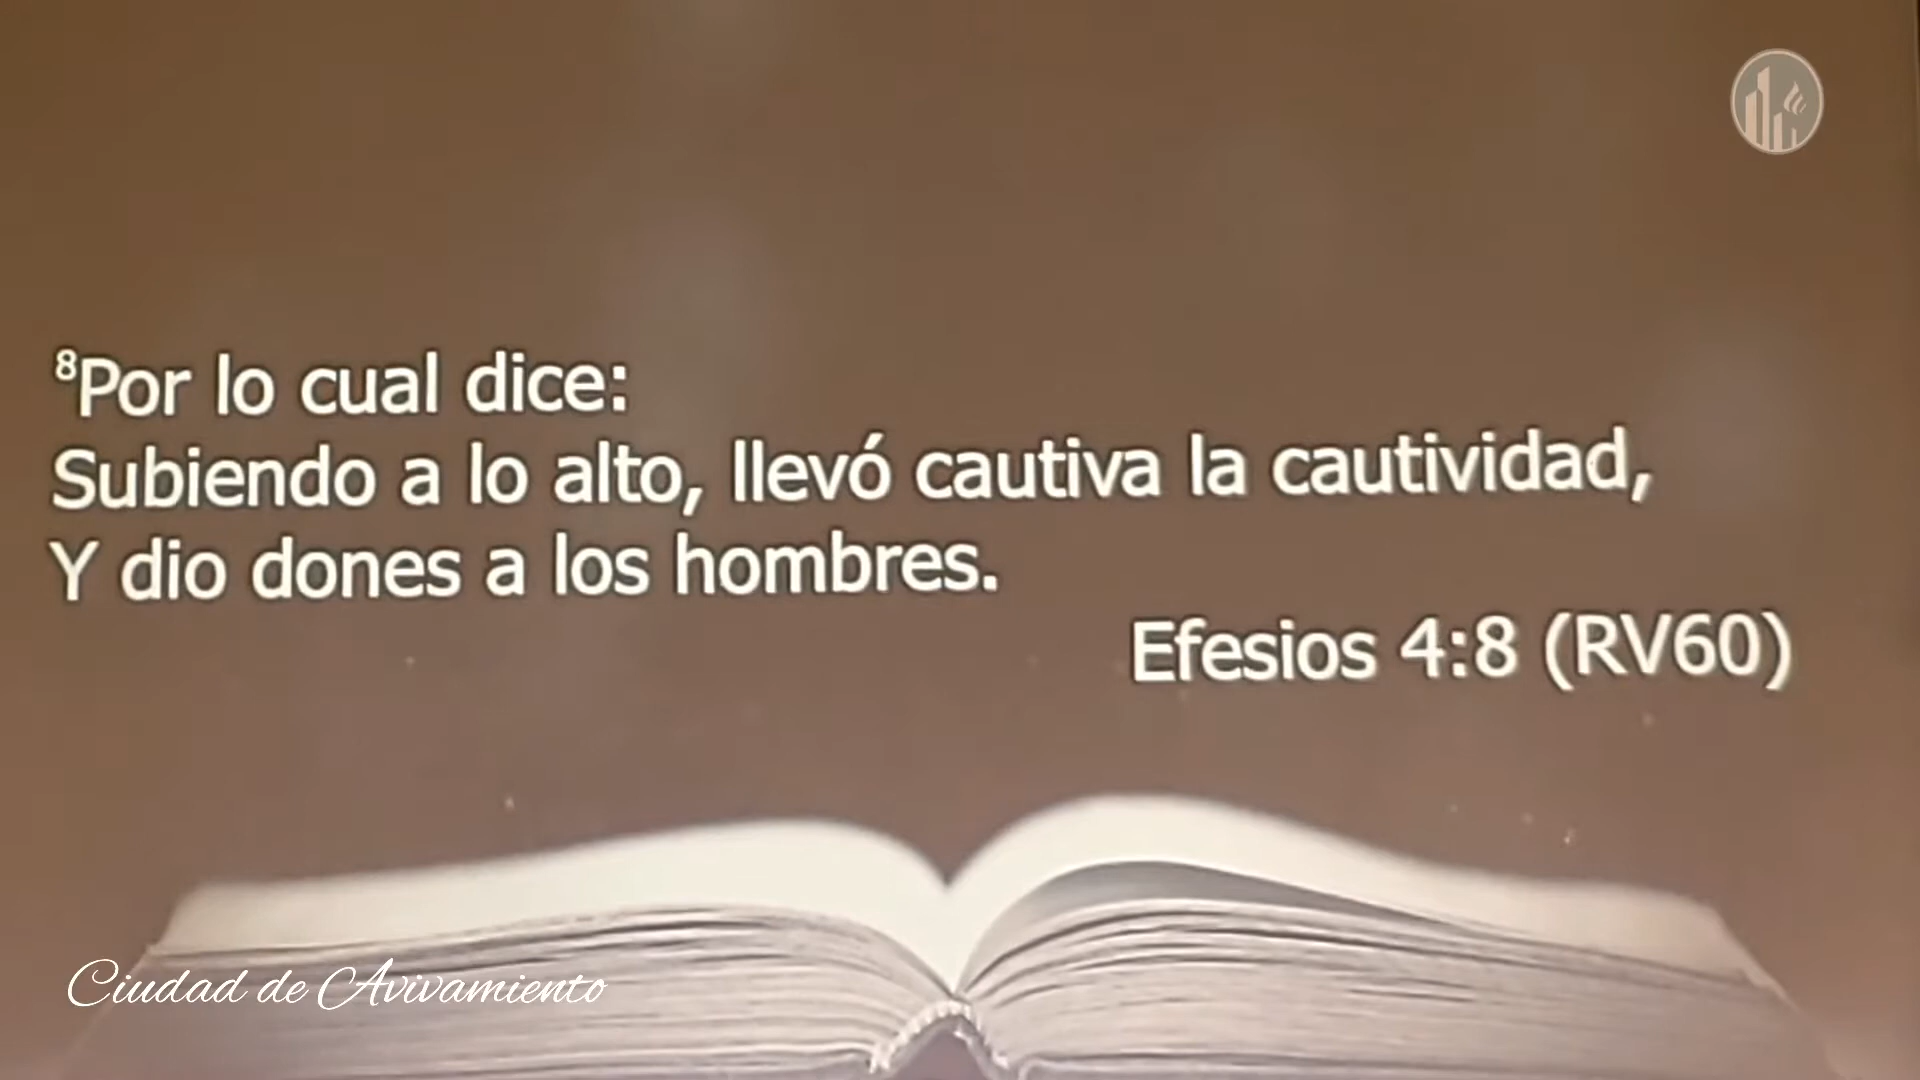 ⁸Por lo cual dice:
Subiendo a lo alto, llevó cautiva la cautividad,
Y dio dones a los hombres.
Efesios 4:8 (RV60)
Ciudad de Avivamiento